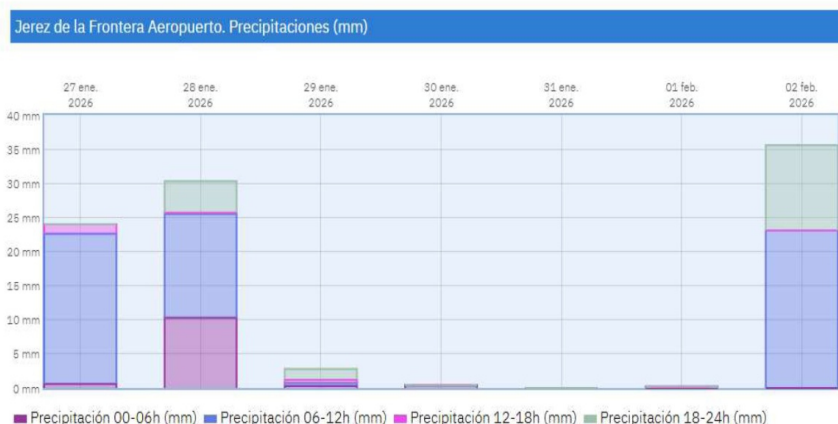 Jerez de la Frontera Aeropuerto. Precipitaciones (mm)
27 ene. 28 ene. 29 ene. 30 ene. 31 ene. 01 feb. 02 feb.
2026 2026 2026 2026 2026 2026 2026
40 mm
35 mm
30 mm
25 mm
20 mm
15 mm
10 mm
5 mm
0 mm
Precipitación 00-06h (mm) Precipitación 06-12h (mm) Precipitación 12-18h (mm) Precipitación 18-24h (mm)